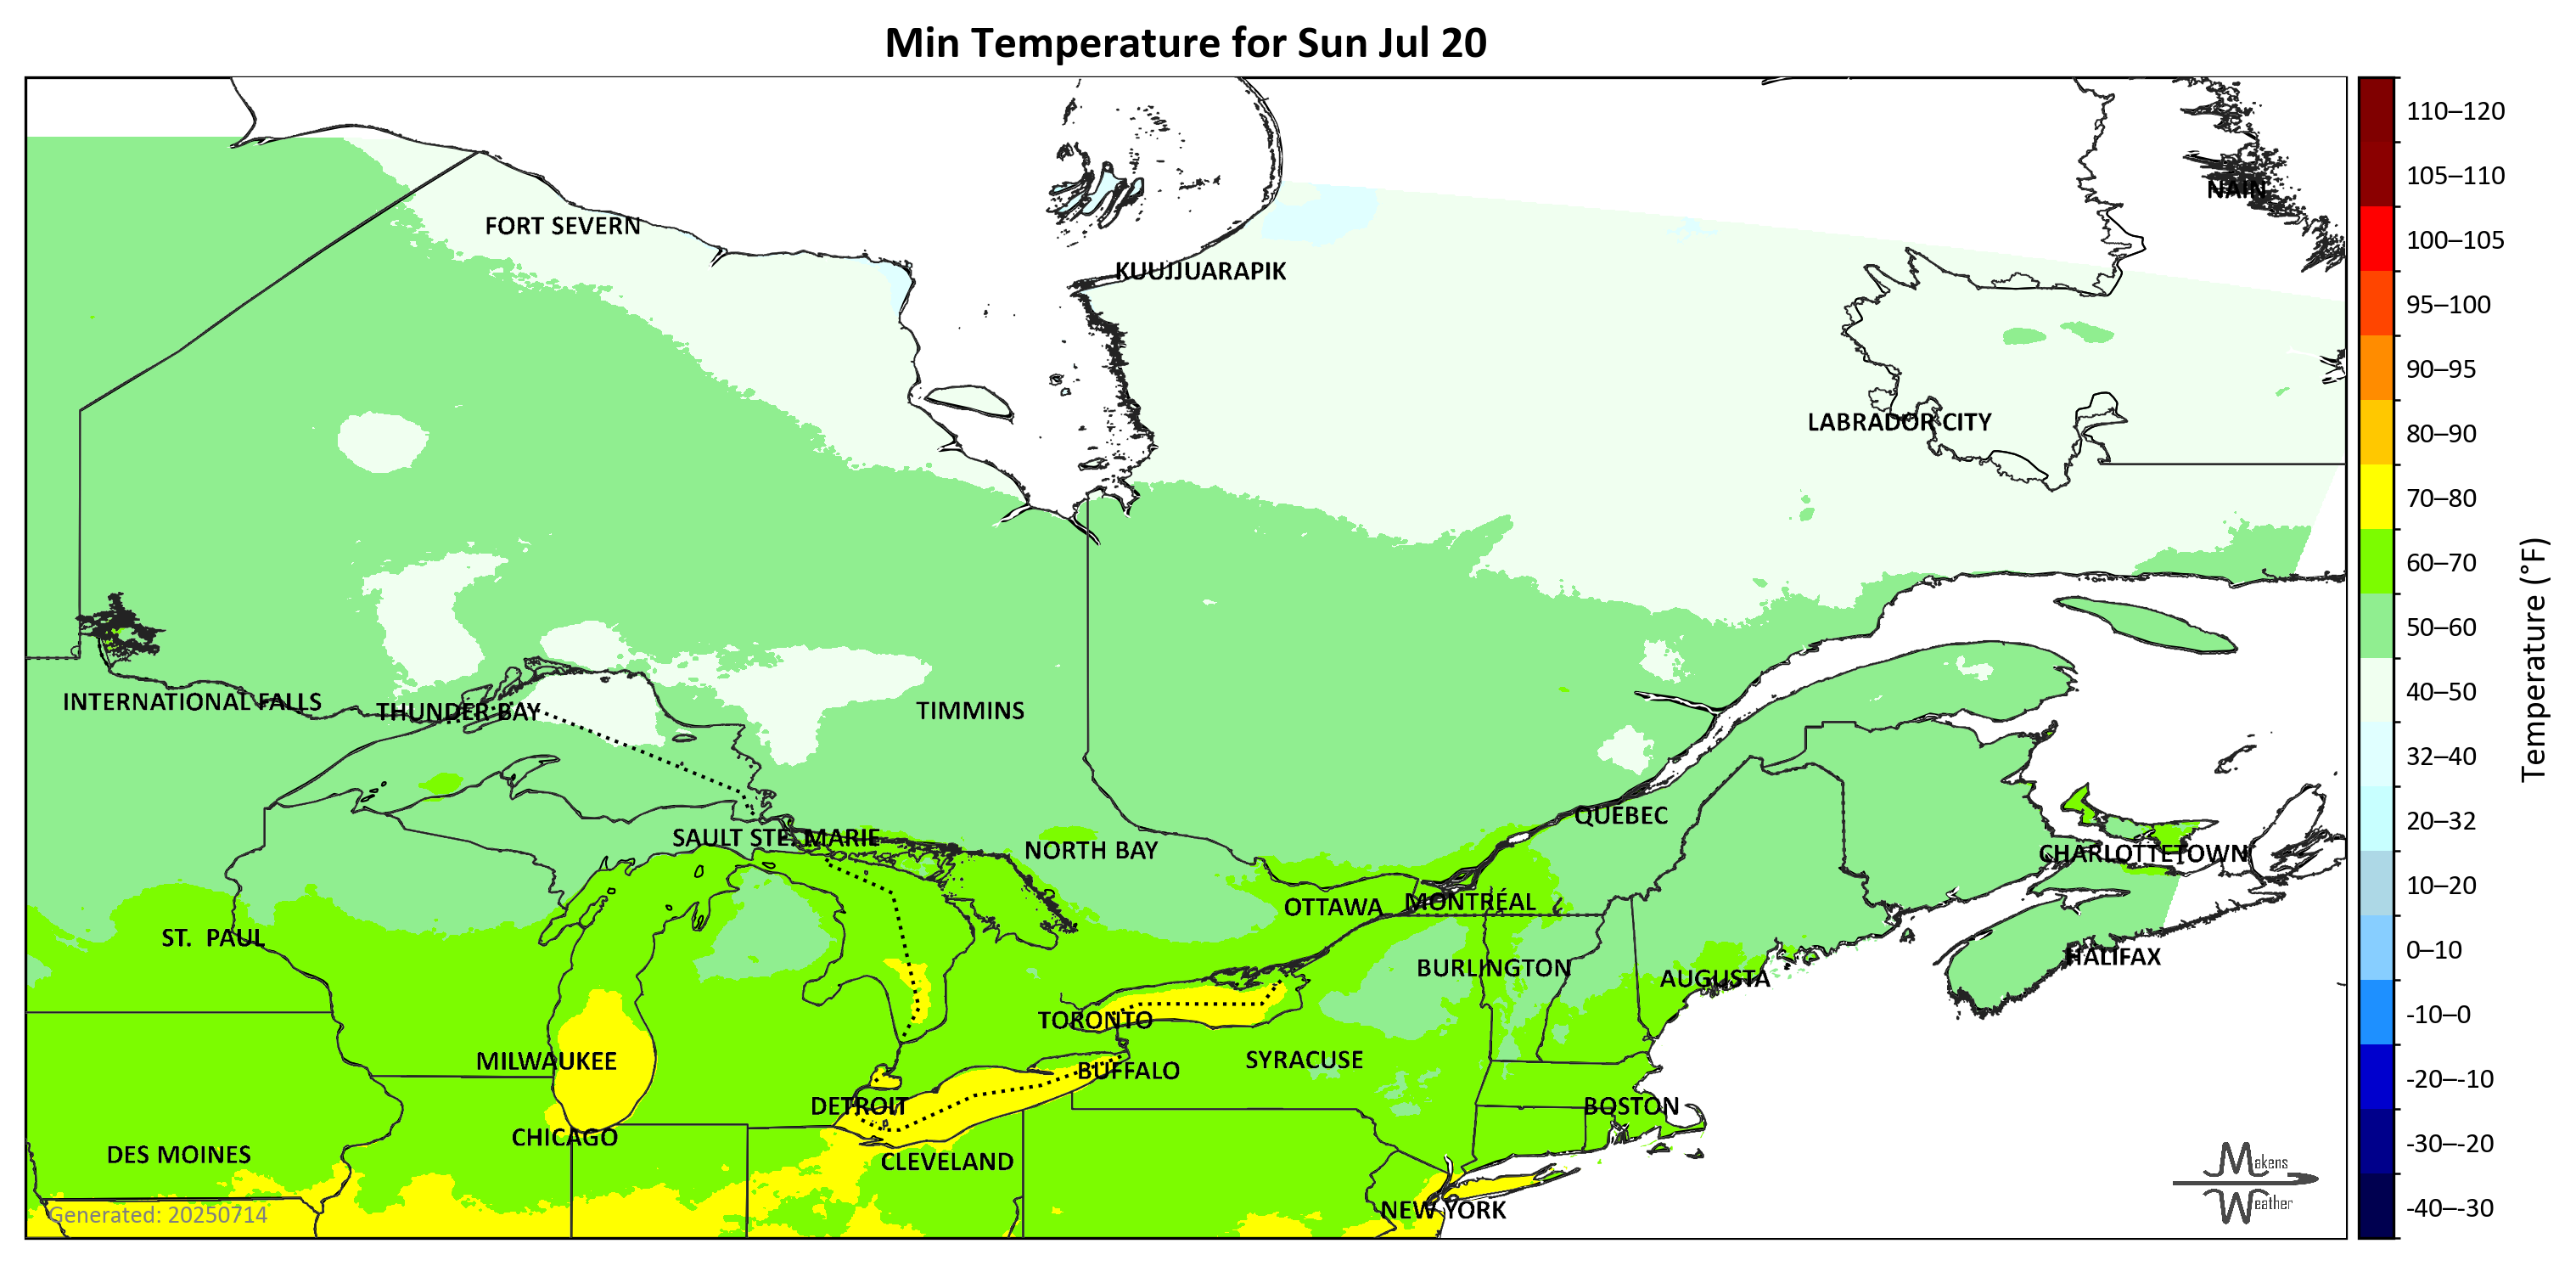 Min Temperature for Sun Jul 20
NAIN
FORT SEVERN
KUUJJUARAPIK
LABRADOR CITY
INTERNATIONAL FALLS
THUNDER BAY
TIMMINS
QUÉBEC
SAULT STE. MARIE
NORTH BAY
CHARLOTTETOWN
OTTAWA
MONTRÉAL
ST. PAUL
HALIFAX
BURLINGTON
AUGUSTA
TORONTO
MILWAUKEE
SYRACUSE
BUFFALO
DETROIT
BOSTON
CHICAGO
DES MOINES
CLEVELAND
NEW YORK
Generated: 20250714
Makens
Weather
110–120
105–110
100–105
95–100
90–95
80–90
70–80
60–70
50–60
40–50
32–40
20–32
10–20
0–10
-10–0
-20–-10
-30–-20
-40–-30
Temperature (°F)